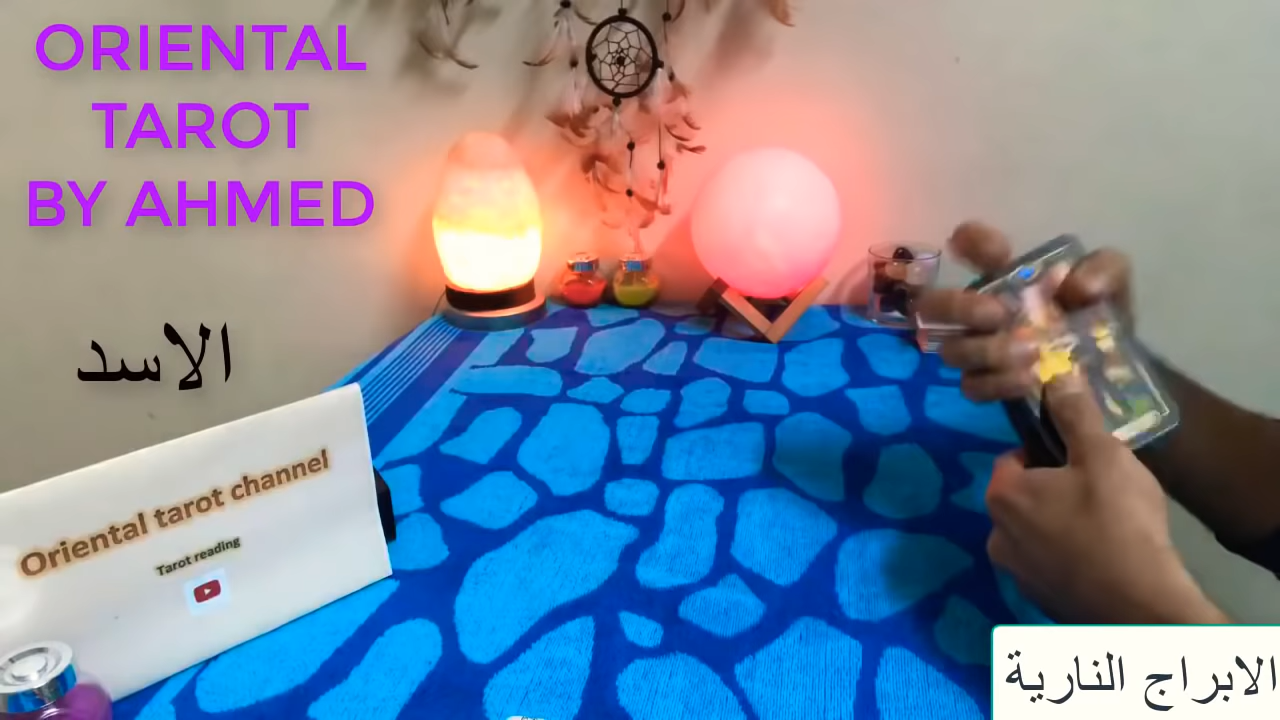 ORIENTAL
TAROT
BY AHMED
الاسد
Oriental tarot channel
Tarot reading
الابراج النارية